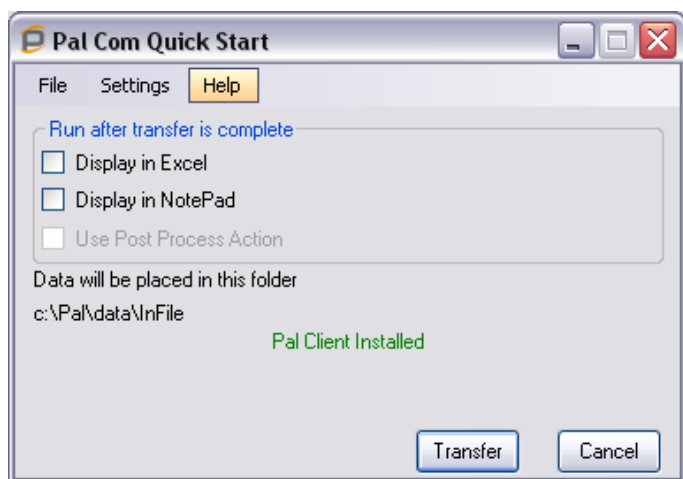 Pal Com Quick Start
File Settings Help
Run after transfer is complete
Display in Excel
Display in NotePad
Use Post Process Action
Data will be placed in this folder
c:\Pal\data\InFile
Pal Client Installed
Transfer Cancel